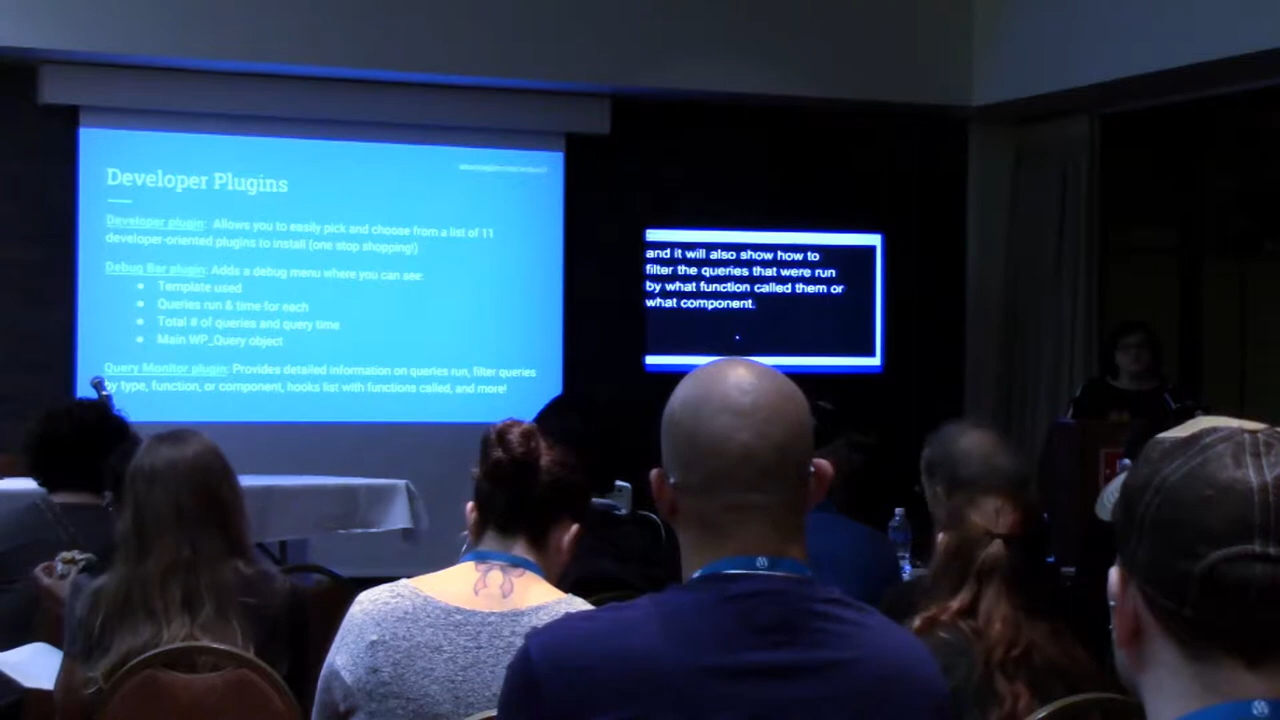 Developer Plugins
Developer plugin: Allows you to easily pick and choose from a list of 11
developer-oriented plugins to install (one stop shopping!)
Debug Bar plugin: Adds a debug menu where you can see:
● Template used
● Queries run & time for each
● Total # of queries and query time
● Main WP_Query object
Query Monitor plugin: Provides detailed information on queries run, filter queries
by type, function, or component, hooks list with functions called, and more!
and it will also show how to
filter the queries that were run
by what function called them or
what component.